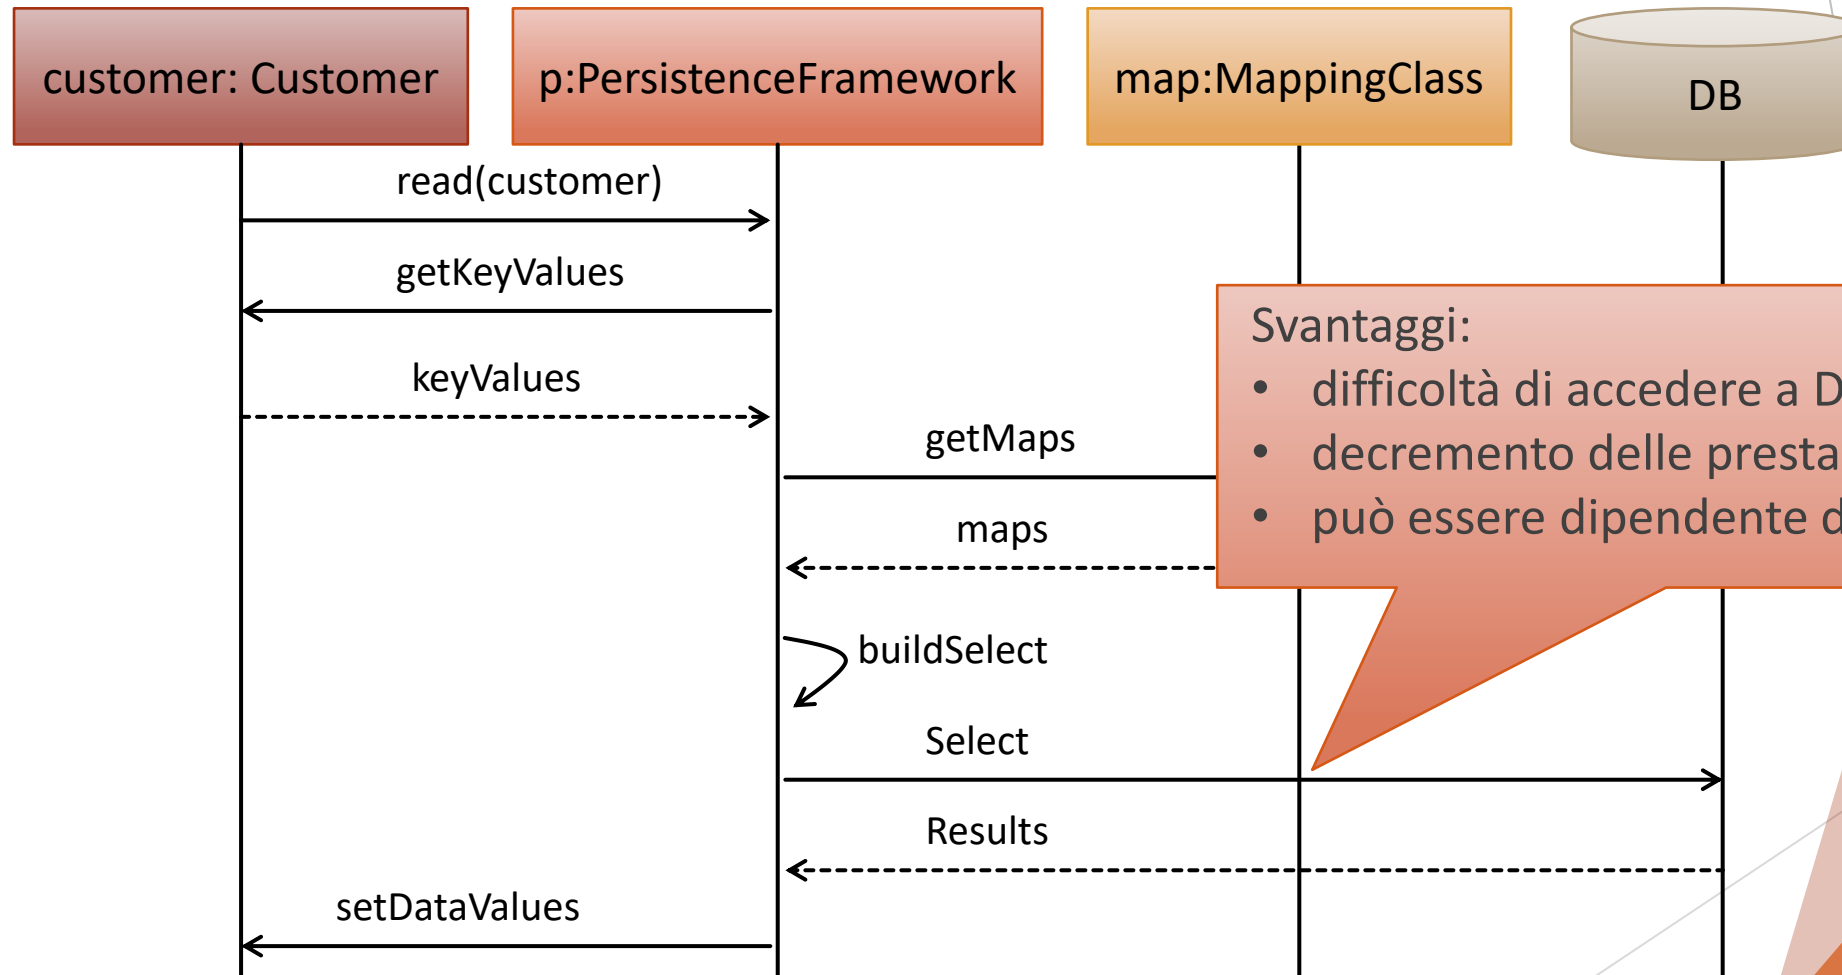 customer: Customer
p:PersistenceFramework
map:MappingClass
DB
read(customer)
getKeyValues
keyValues
getMaps
maps
buildSelect
Select
Results
setDataValues
Svantaggi:
• difficoltà di accedere a
• decremento delle
• può essere dipendente